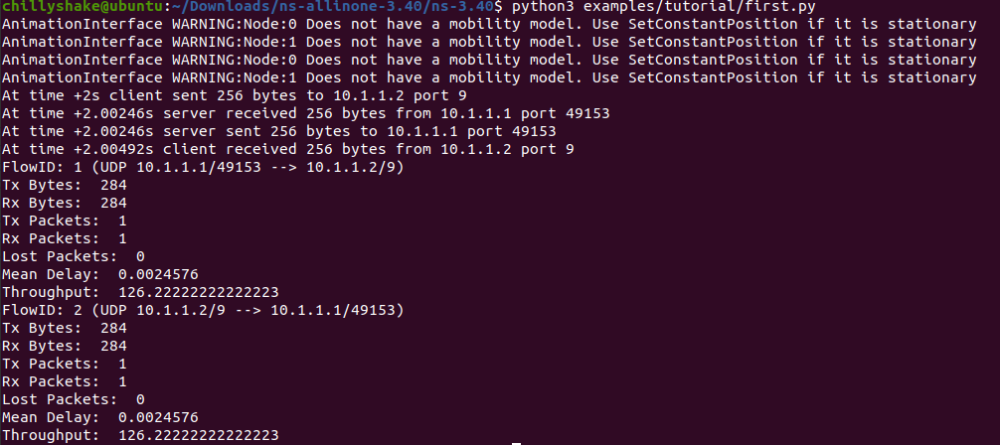 chillyshake@ubuntu:~/Downloads/ns-allinone-3.40/ns-3.40$ python3 examples/tutorial/first.py
AnimationInterface WARNING:Node:0 Does not have a mobility model. Use SetConstantPosition if it is stationary
AnimationInterface WARNING:Node:1 Does not have a mobility model. Use SetConstantPosition if it is stationary
AnimationInterface WARNING:Node:0 Does not have a mobility model. Use SetConstantPosition if it is stationary
AnimationInterface WARNING:Node:1 Does not have a mobility model. Use SetConstantPosition if it is stationary
At time +2s client sent 256 bytes to 10.1.1.2 port 9
At time +2.00246s server received 256 bytes from 10.1.1.1 port 49153
At time +2.00246s server sent 256 bytes to 10.1.1.1 port 49153
At time +2.00492s client received 256 bytes from 10.1.1.2 port 9
FlowID: 1 (UDP 10.1.1.1/49153 --> 10.1.1.2/9)
Tx Bytes:  284
Rx Bytes:  284
Tx Packets:  1
Rx Packets:  1
Lost Packets:  0
Mean Delay:  0.0024576
Throughput:  126.22222222222223
FlowID: 2 (UDP 10.1.1.2/9 --> 10.1.1.1/49153)
Tx Bytes:  284
Rx Bytes:  284
Tx Packets:  1
Rx Packets:  1
Lost Packets:  0
Mean Delay:  0.0024576
Throughput:  126.22222222222223